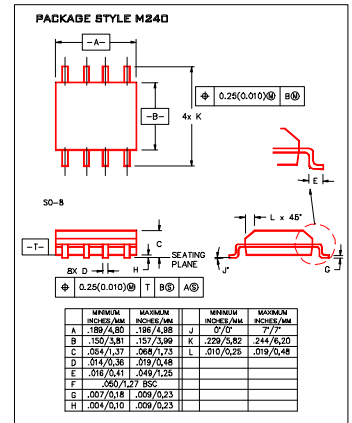 PACKAGE STYLE M240
-A-
⌖ 0.25(0.010)Ⓜ BⓂ
-B-
4x K
E
SO-8
L x 45°
-T-
C
SEATING
PLANE
8X D
H
J°
G
⌖ 0.25(0.010)Ⓜ T BⓈ AⓈ
MINIMUM MAXIMUM MINIMUM MAXIMUM
INCHES/MM INCHES/MM INCHES/MM INCHES/MM
A .189/4,80 .196/4,98 J 0°/0° 7°/7°
B .150/3,81 .157/3,99 K .229/5,82 .244/6,20
C .054/1,37 .068/1,73 L .010/0,25 .019/0,48
D .014/0,36 .019/0,48
E .016/0,41 .049/1,25
F .050/1,27 BSC
G .007/0,18 .009/0,23
H .004/0,10 .009/0,23